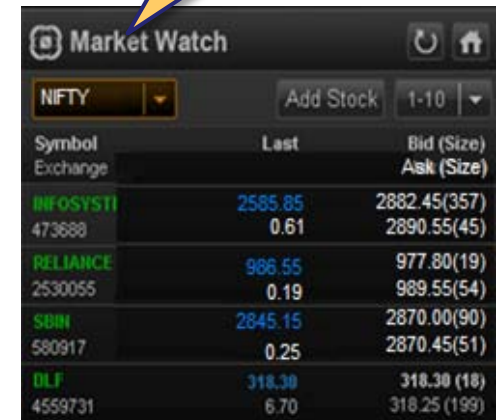 Market Watch
NIFTY Add Stock 1-10
Symbol Last Bid (Size)
Exchange Ask (Size)
INFOSYSTI 2585.85 2882.45(357)
473688 0.61 2890.55(45)
RELIANCE 986.55 977.80(19)
2530055 0.19 989.55(54)
SBIN 2845.15 2870.00(90)
580917 0.25 2870.45(51)
DLF 318.30 318.30 (18)
4559731 6.70 318.25 (199)